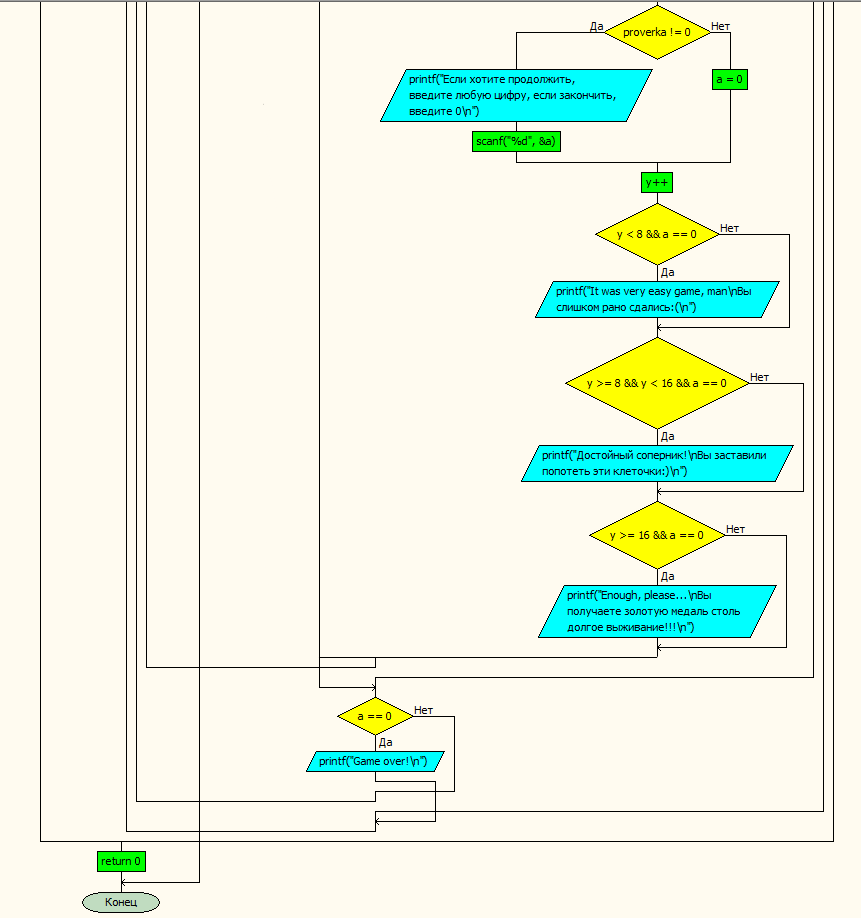 Да
proverka != 0
Нет
printf("Если хотите продолжить,
введите любую цифру, если закончить,
введите 0\n")
a = 0
scanf("%d", &a)
y++
y < 8 && a == 0
Нет
Да
printf("It was very easy game, man\nВы
слишком рано сдались:(\n")
y >= 8 && y < 16 && a == 0
Нет
Да
printf("Достойный соперник!\nВы заставили
попотеть эти клеточки:)\n")
y >= 16 && a == 0
Нет
Да
printf("Enough, please...\nВы
получаете золотую медаль столь
долгое выживание!!!\n")
a == 0
Нет
Да
printf("Game over!\n")
return 0
Конец